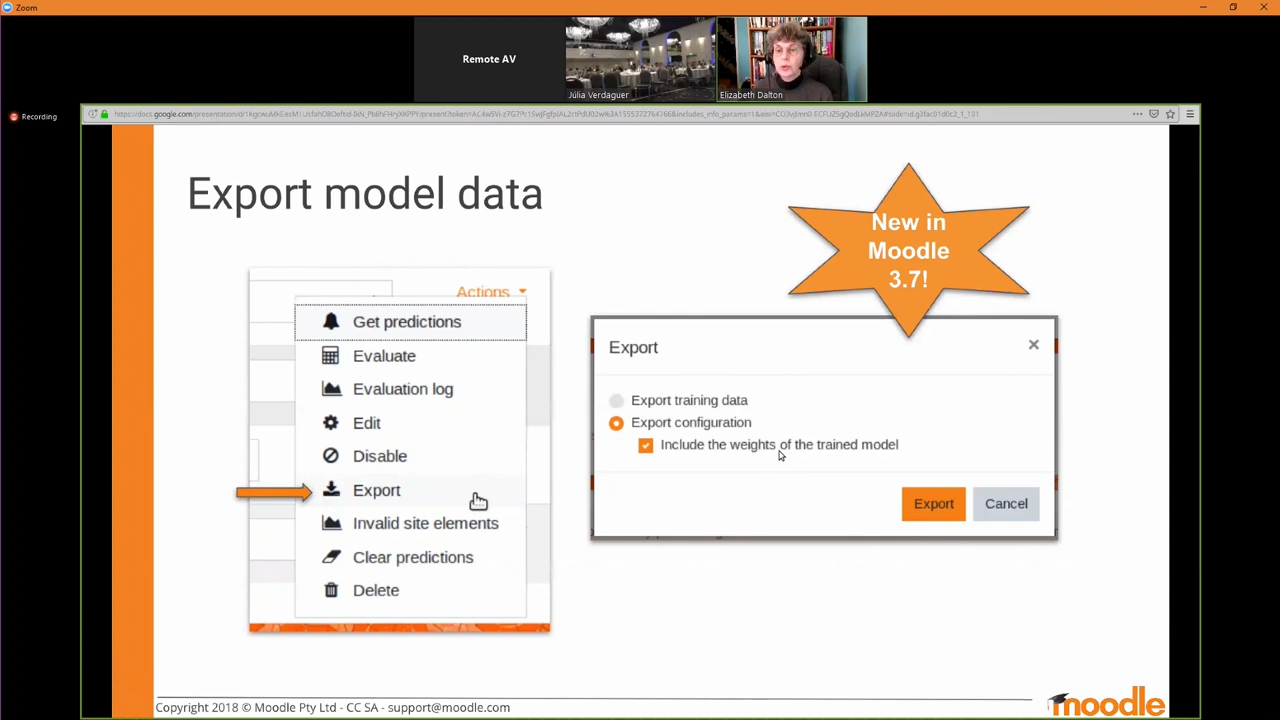 Zoom
Remote AV
Júlia Verdaguer
Elizabeth Dalton
Recording
Export model data
New in
Moodle
3.7!
Actions
Get predictions
Evaluate
Evaluation log
Edit
Disable
Export
Invalid site elements
Clear predictions
Delete
Export
Export training data
Export configuration
Include the weights of the trained model
Export
Cancel
Copyright 2018 © Moodle Pty Ltd - CC SA - support@moodle.com
moodle